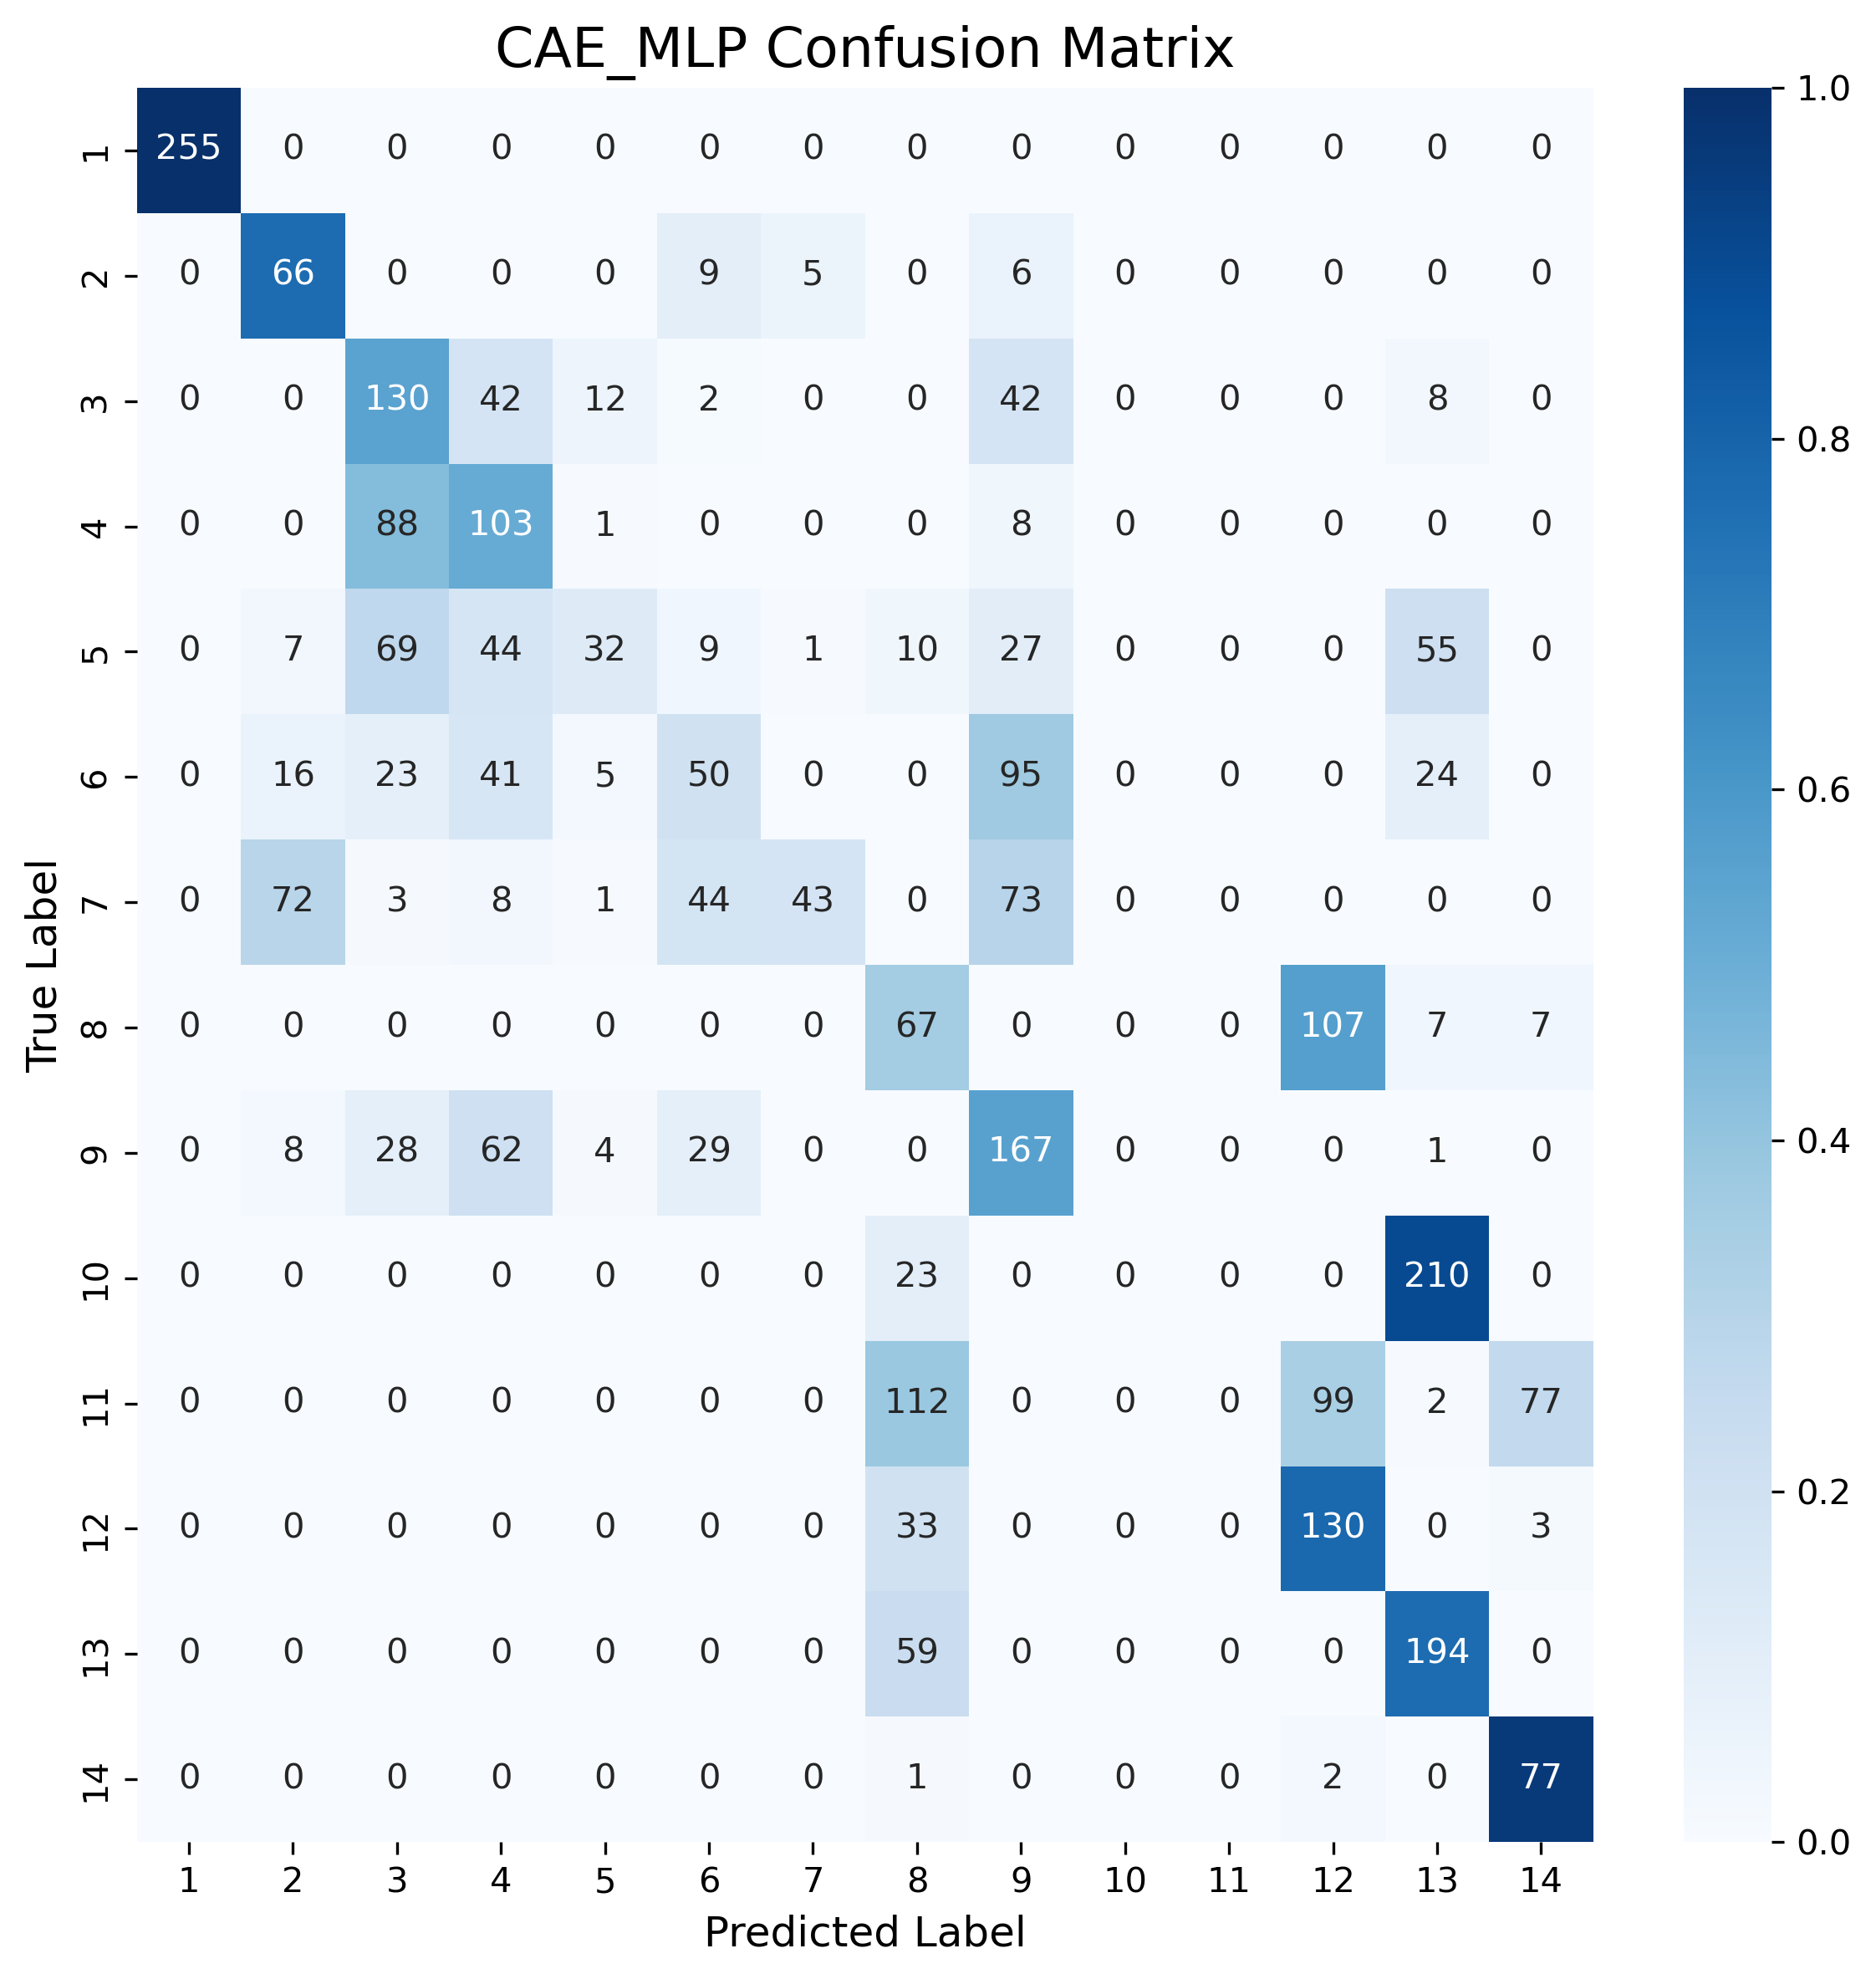 CAE_MLP Confusion Matrix
1 255 0 0 0 0 0 0 0 0 0 0 0 0 0
2 0 66 0 0 0 9 5 0 6 0 0 0 0 0
3 0 0 130 42 12 2 0 0 42 0 0 0 8 0
4 0 0 88 103 1 0 0 0 8 0 0 0 0 0
5 0 7 69 44 32 9 1 10 27 0 0 0 55 0
6 0 16 23 41 5 50 0 0 95 0 0 0 24 0
7 0 72 3 8 1 44 43 0 73 0 0 0 0 0
8 0 0 0 0 0 0 0 67 0 0 0 107 7 7
9 0 8 28 62 4 29 0 0 167 0 0 0 1 0
10 0 0 0 0 0 0 0 23 0 0 0 0 210 0
11 0 0 0 0 0 0 0 112 0 0 0 99 2 77
12 0 0 0 0 0 0 0 33 0 0 0 130 0 3
13 0 0 0 0 0 0 0 59 0 0 0 0 194 0
14 0 0 0 0 0 0 0 1 0 0 0 2 0 77
1 2 3 4 5 6 7 8 9 10 11 12 13 14
Predicted Label
True Label
1.0
0.8
0.6
0.4
0.2
0.0